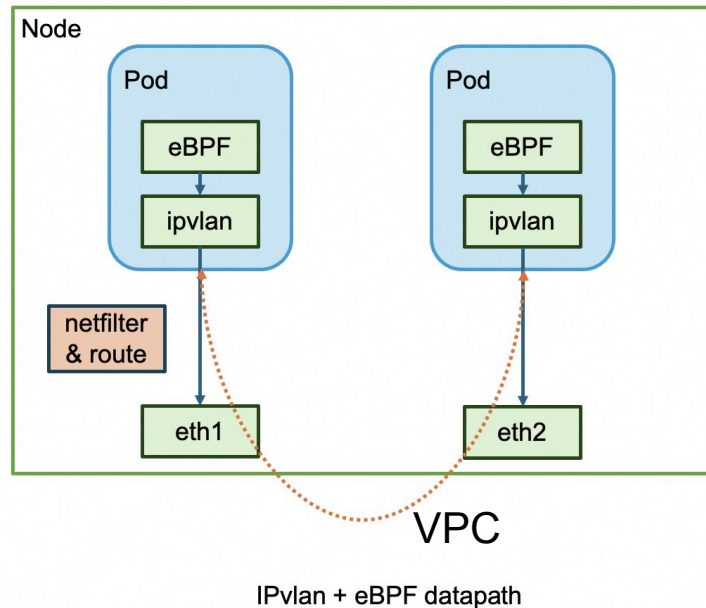 Node
Pod
Pod
eBPF
eBPF
ipvlan
ipvlan
netfilter
& route
eth1
eth2
VPC
IPvlan + eBPF datapath